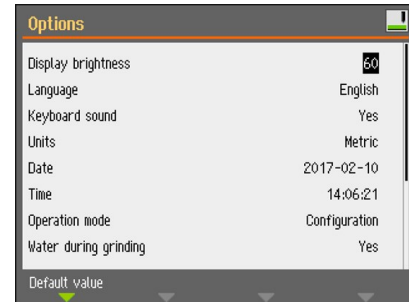 Options
Display brightness 60
Language English
Keyboard sound Yes
Units Metric
Date 2017-02-10
Time 14:06:21
Operation mode Configuration
Water during grinding Yes
Default value